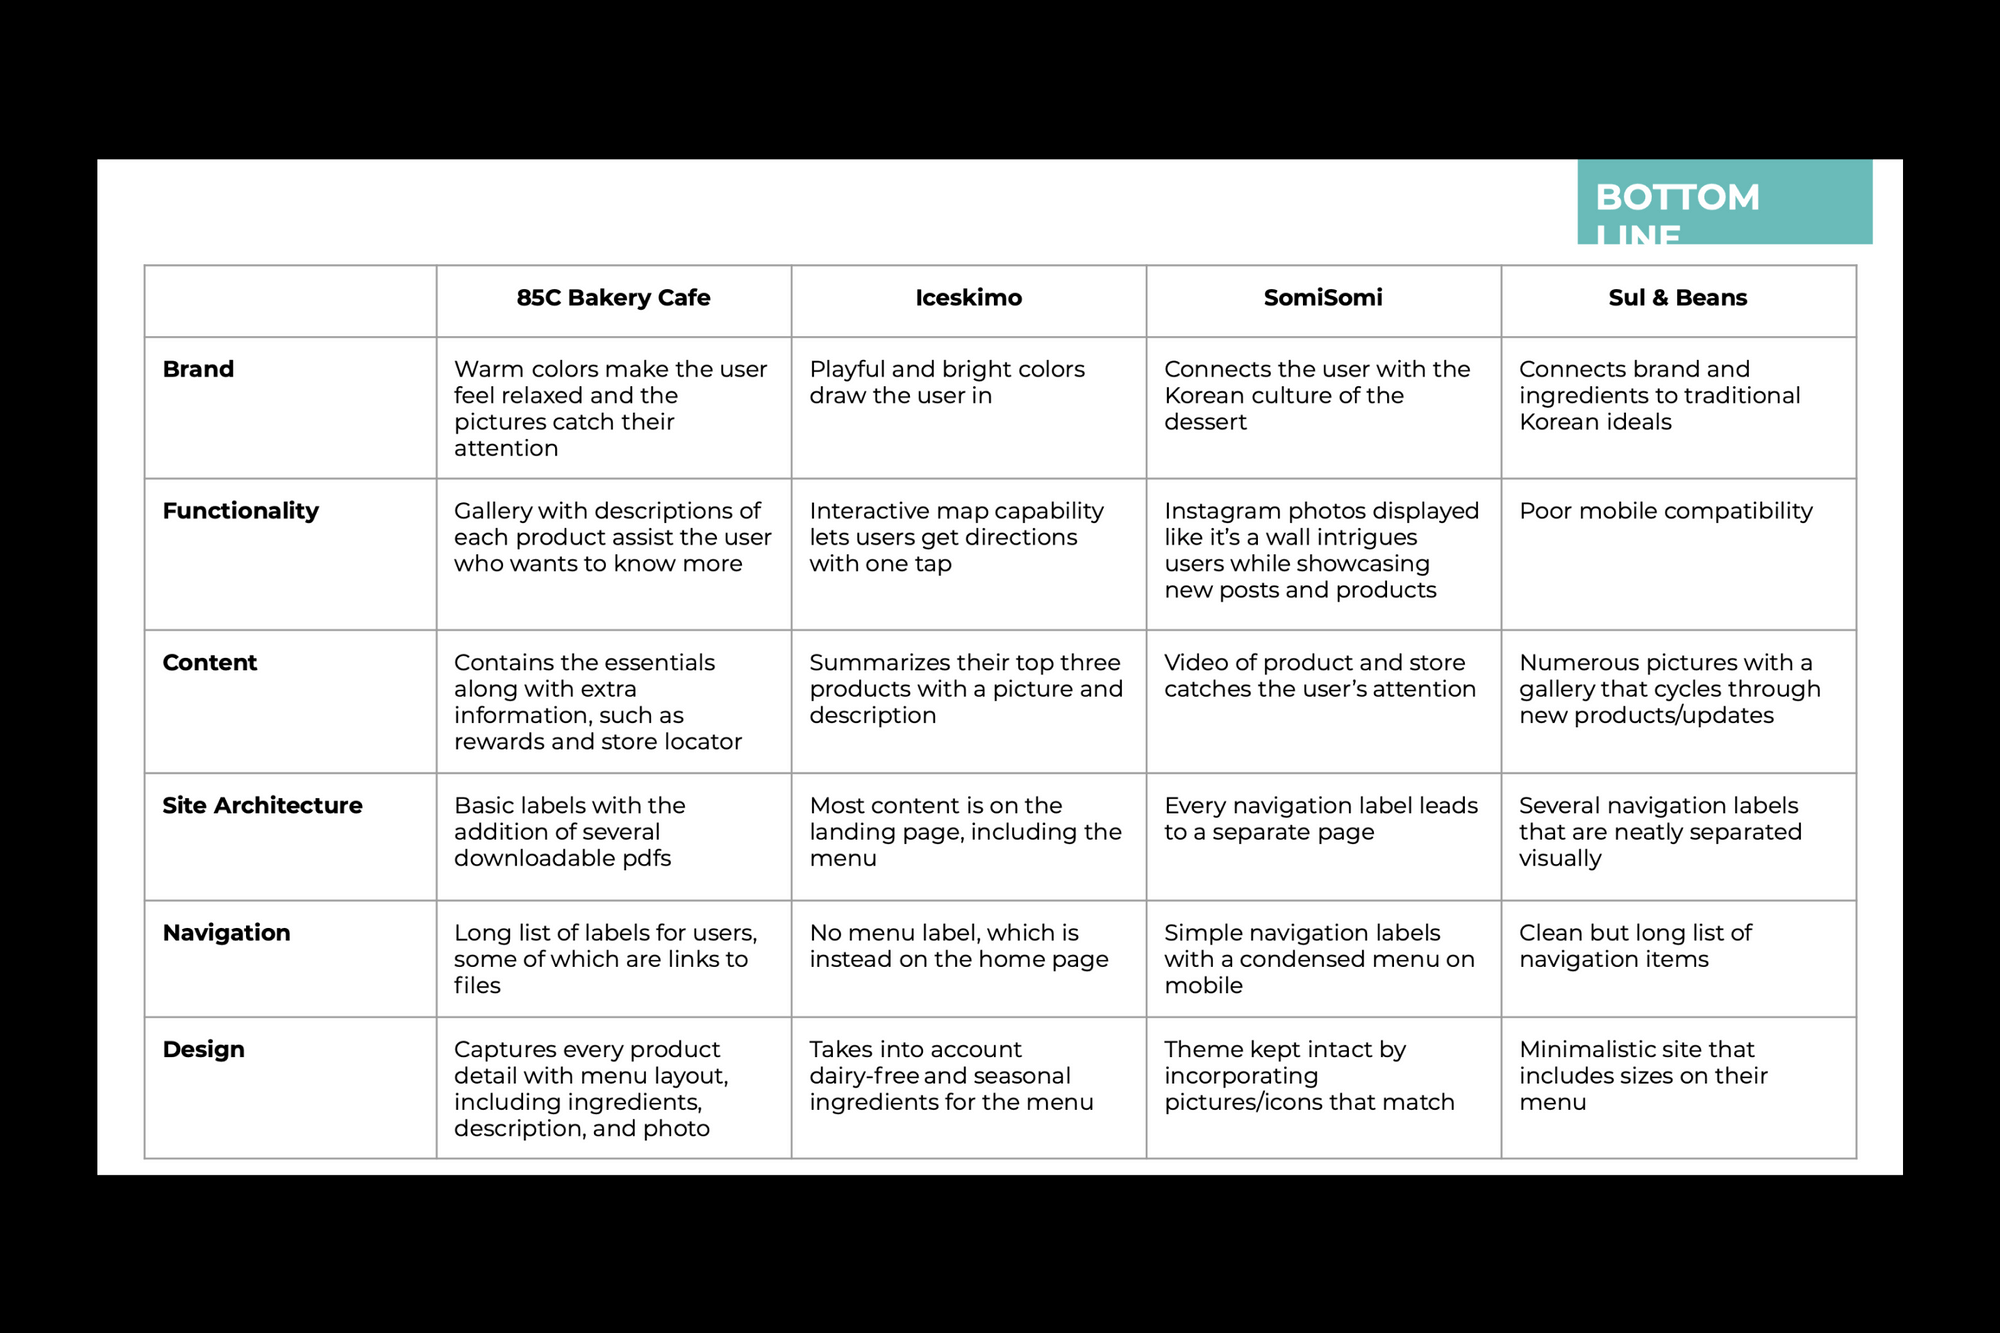 BOTTOM
LINE
85C Bakery Cafe
Iceskimo
SomiSomi
Sul & Beans
Brand
Warm colors make the user
feel relaxed and the
pictures catch their
attention
Playful and bright colors
draw the user in
Connects the user with the
Korean culture of the
dessert
Connects brand and
ingredients to traditional
Korean ideals
Functionality
Gallery with descriptions of
each product assist the user
who wants to know more
Interactive map capability
lets users get directions
with one tap
Instagram photos displayed
like it’s a wall intrigues
users while showcasing
new posts and products
Poor mobile compatibility
Content
Contains the essentials
along with extra
information, such as
rewards and store locator
Summarizes their top three
products with a picture and
description
Video of product and store
catches the user’s attention
Numerous pictures with a
gallery that cycles through
new products/updates
Site Architecture
Basic labels with the
addition of several
downloadable pdfs
Most content is on the
landing page, including the
menu
Every navigation label leads
to a separate page
Several navigation labels
that are neatly separated
visually
Navigation
Long list of labels for users,
some of which are links to
files
No menu label, which is
instead on the home page
Simple navigation labels
with a condensed menu on
mobile
Clean but long list of
navigation items
Design
Captures every product
detail with menu layout,
including ingredients,
description, and photo
Takes into account
dairy-free and seasonal
ingredients for the menu
Theme kept intact by
incorporating
pictures/icons that match
Minimalistic site that
includes sizes on their
menu